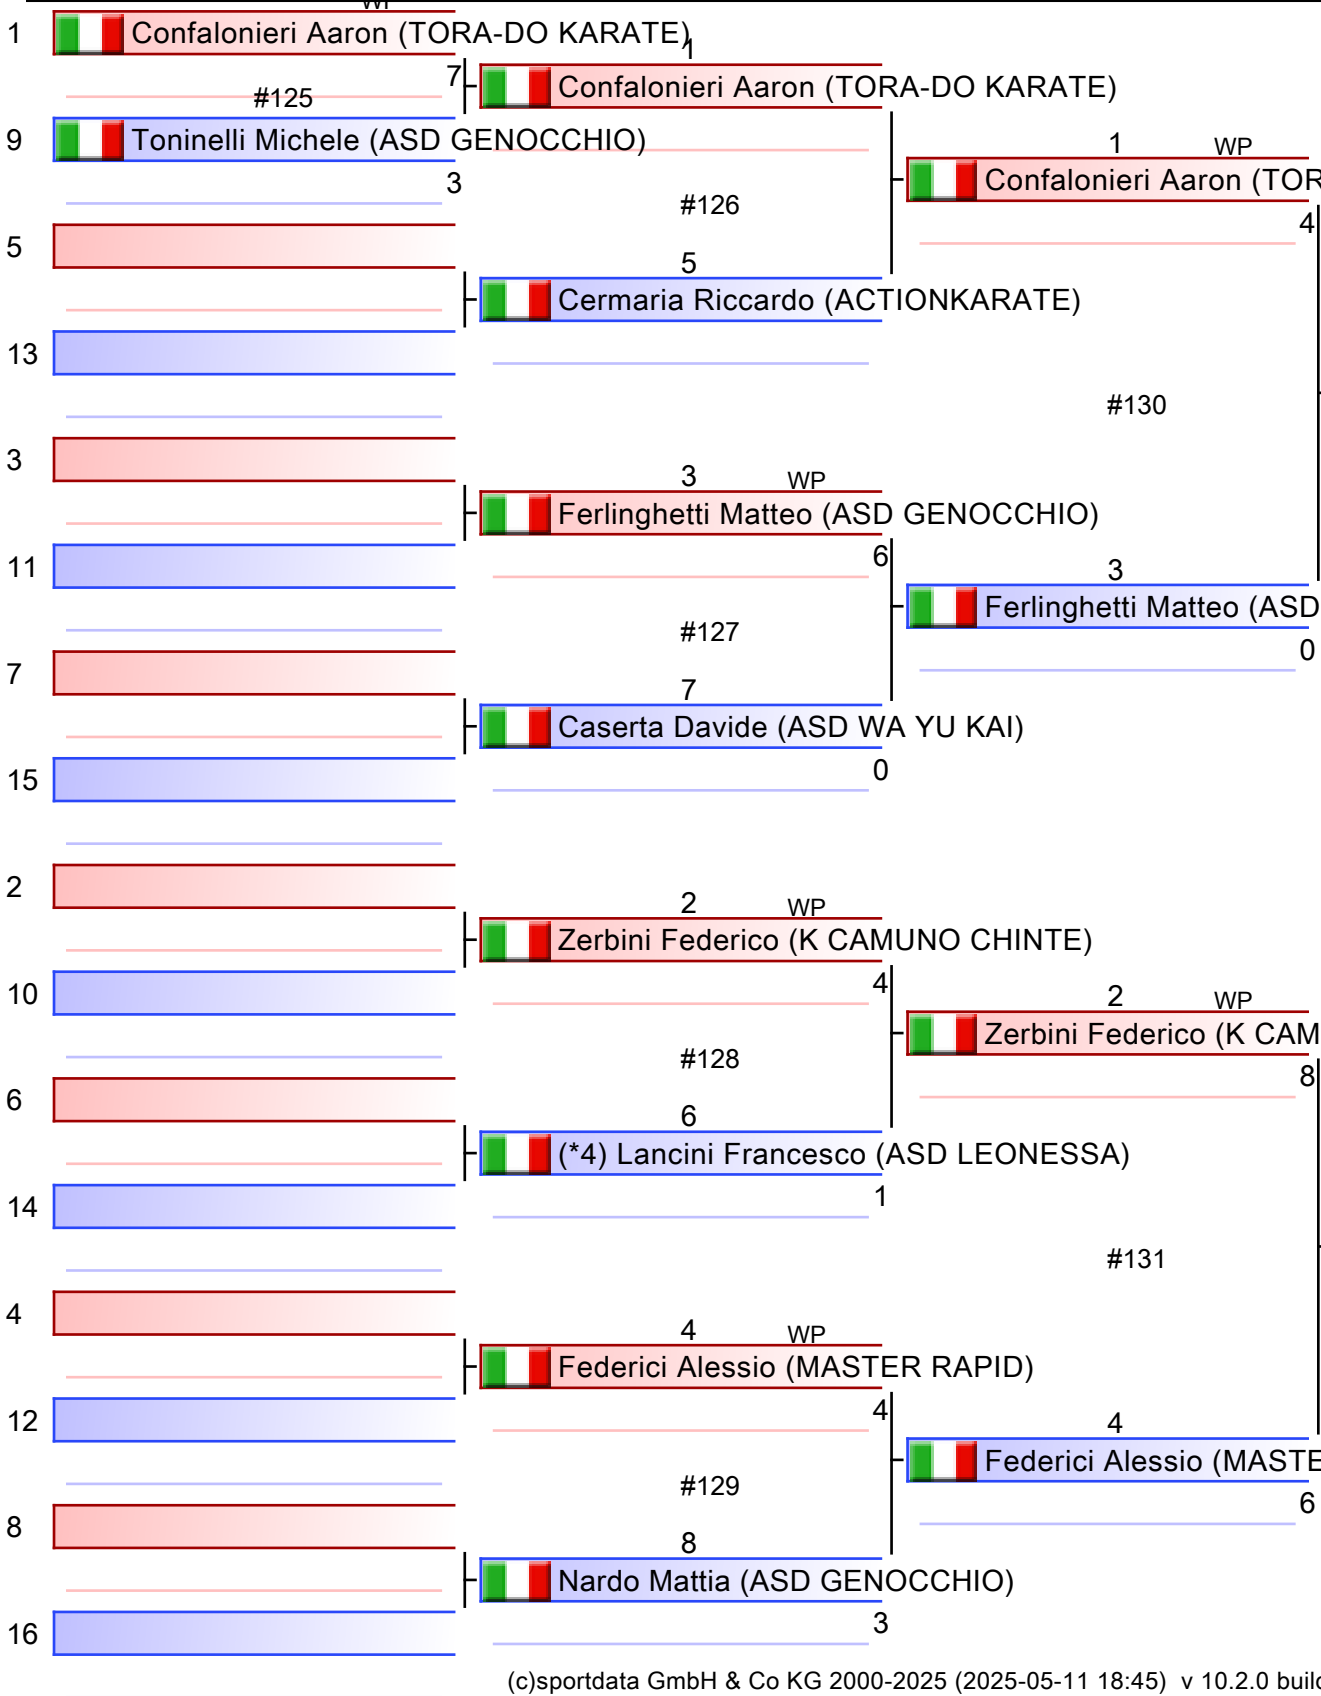 WP
1 Confalonieri Aaron (TORA-DO KARATE)
1
7 Confalonieri Aaron (TORA-DO KARATE)
#125
9 Toninelli Michele (ASD GENOCCHIO)
1 WP
Confalonieri Aaron (TOR
3
#126
4
5
5
Cermaria Riccardo (ACTIONKARATE)
13
#130
3
3 WP
Ferlinghetti Matteo (ASD GENOCCHIO)
6
11
3
Ferlinghetti Matteo (ASD
#127
0
7
7
Caserta Davide (ASD WA YU KAI)
0
15
2
2 WP
Zerbini Federico (K CAMUNO CHINTE)
4
10
2 WP
Zerbini Federico (K CAM
#128
8
6
6
(*4) Lancini Francesco (ASD LEONESSA)
1
14
#131
4
4 WP
Federici Alessio (MASTER RAPID)
4
12
4
Federici Alessio (MASTE
#129
6
8
8
Nardo Mattia (ASD GENOCCHIO)
3
16
(c)sportdata GmbH & Co KG 2000-2025 (2025-05-11 18:45) v 10.2.0 build